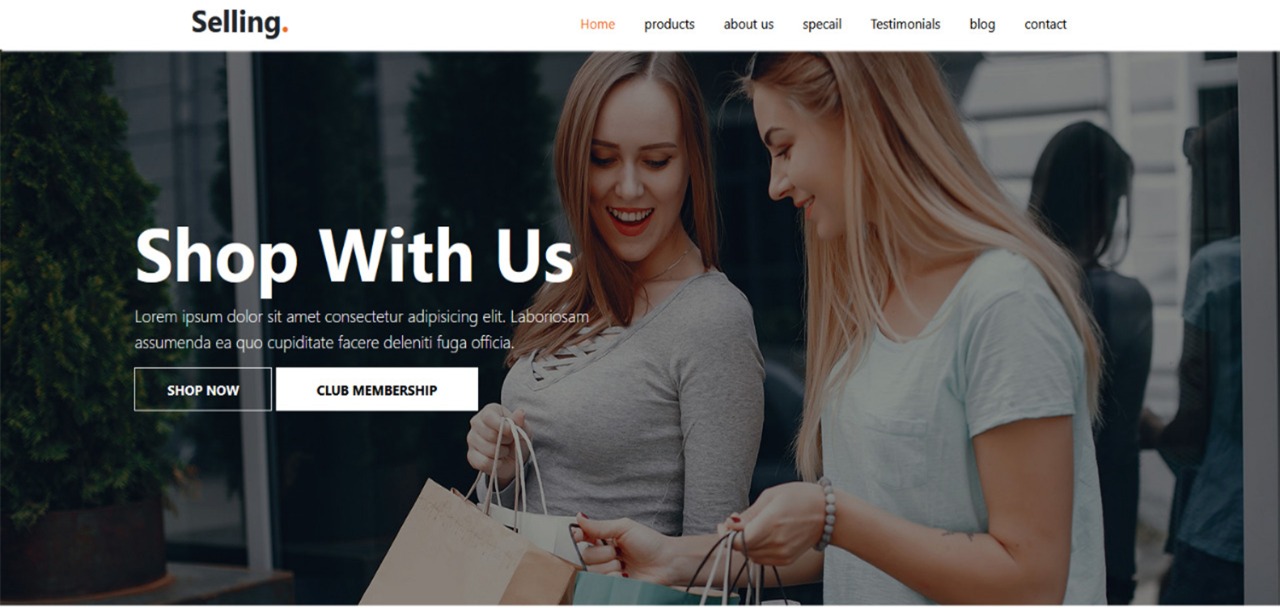 Selling.
Home products about us specail Testimonials blog contact
Shop With Us
Lorem ipsum dolor sit amet consectetur adipisicing elit. Laboriosam
assumenda ea quo cupiditate facere deleniti fuga officia.
SHOP NOW CLUB MEMBERSHIP